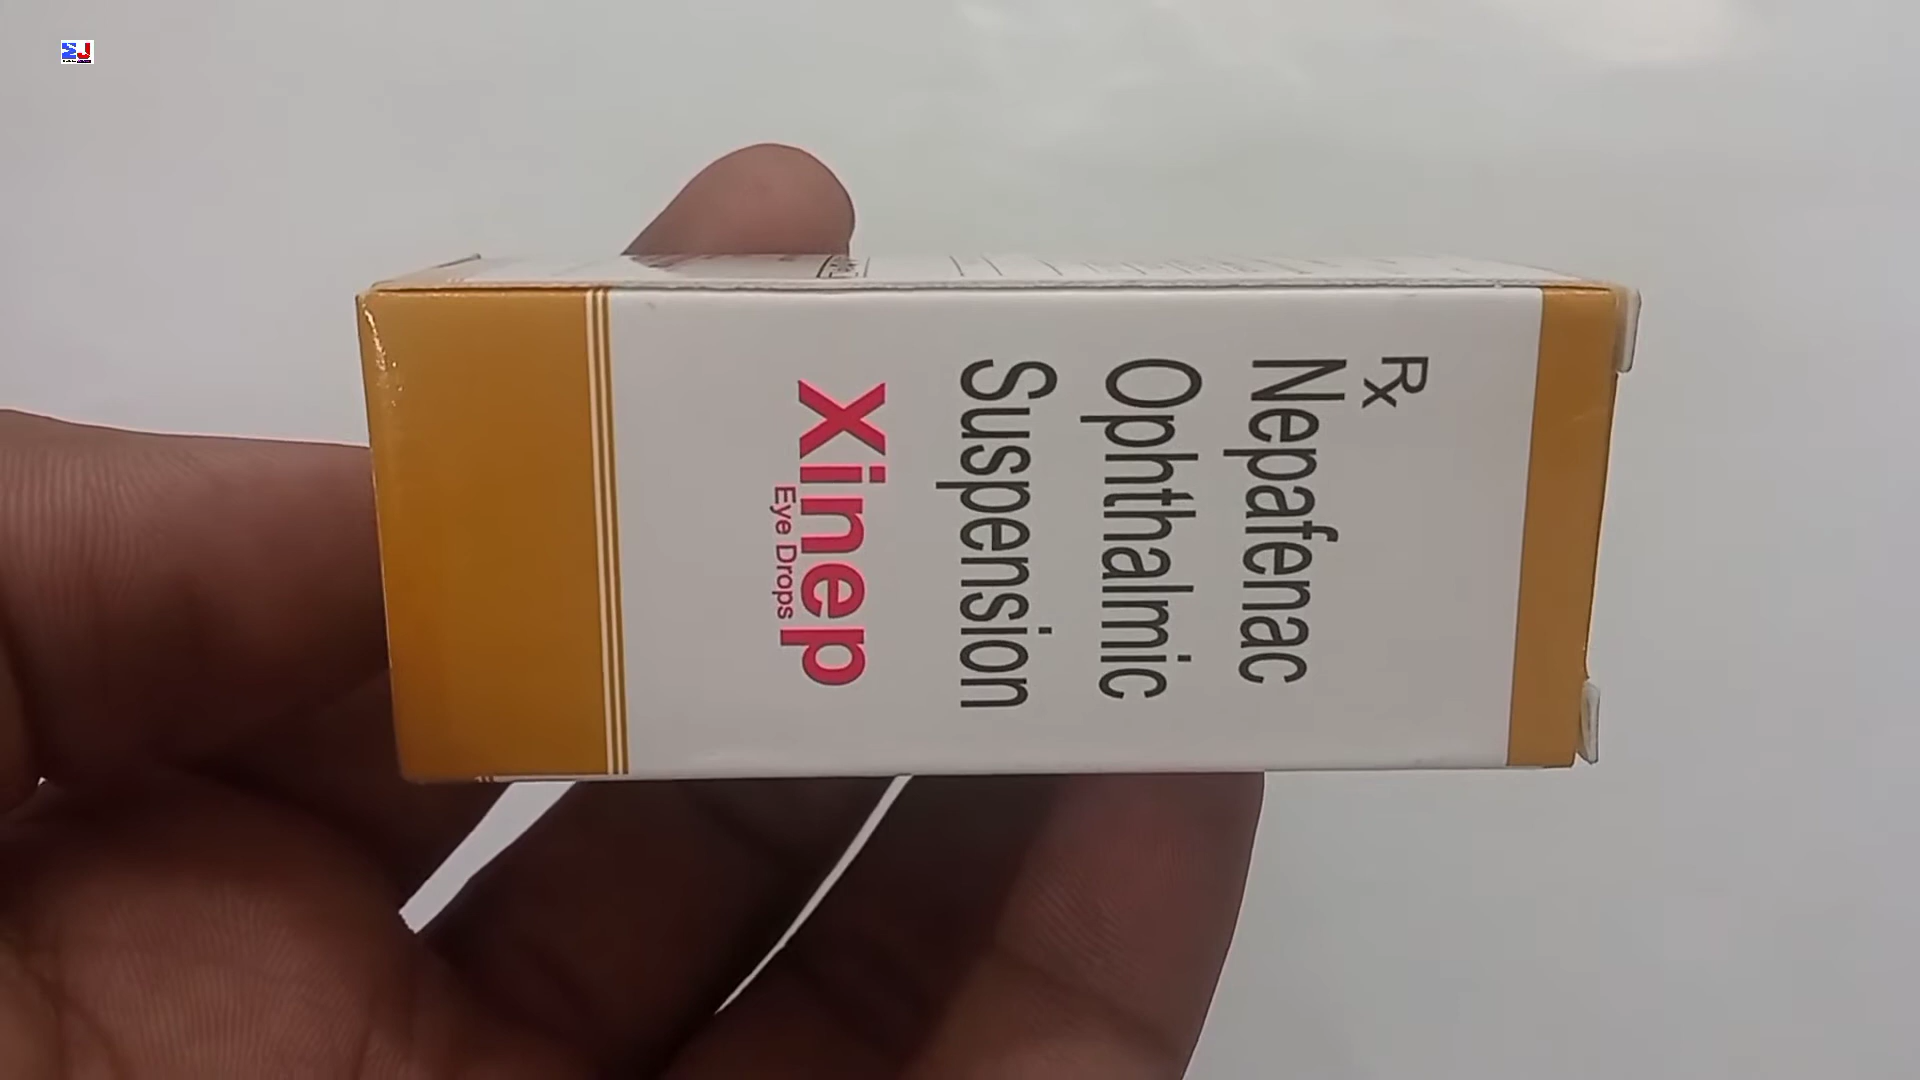 Rx
Nepafenac
Ophthalmic
Suspension
Xinep
Eye Drops